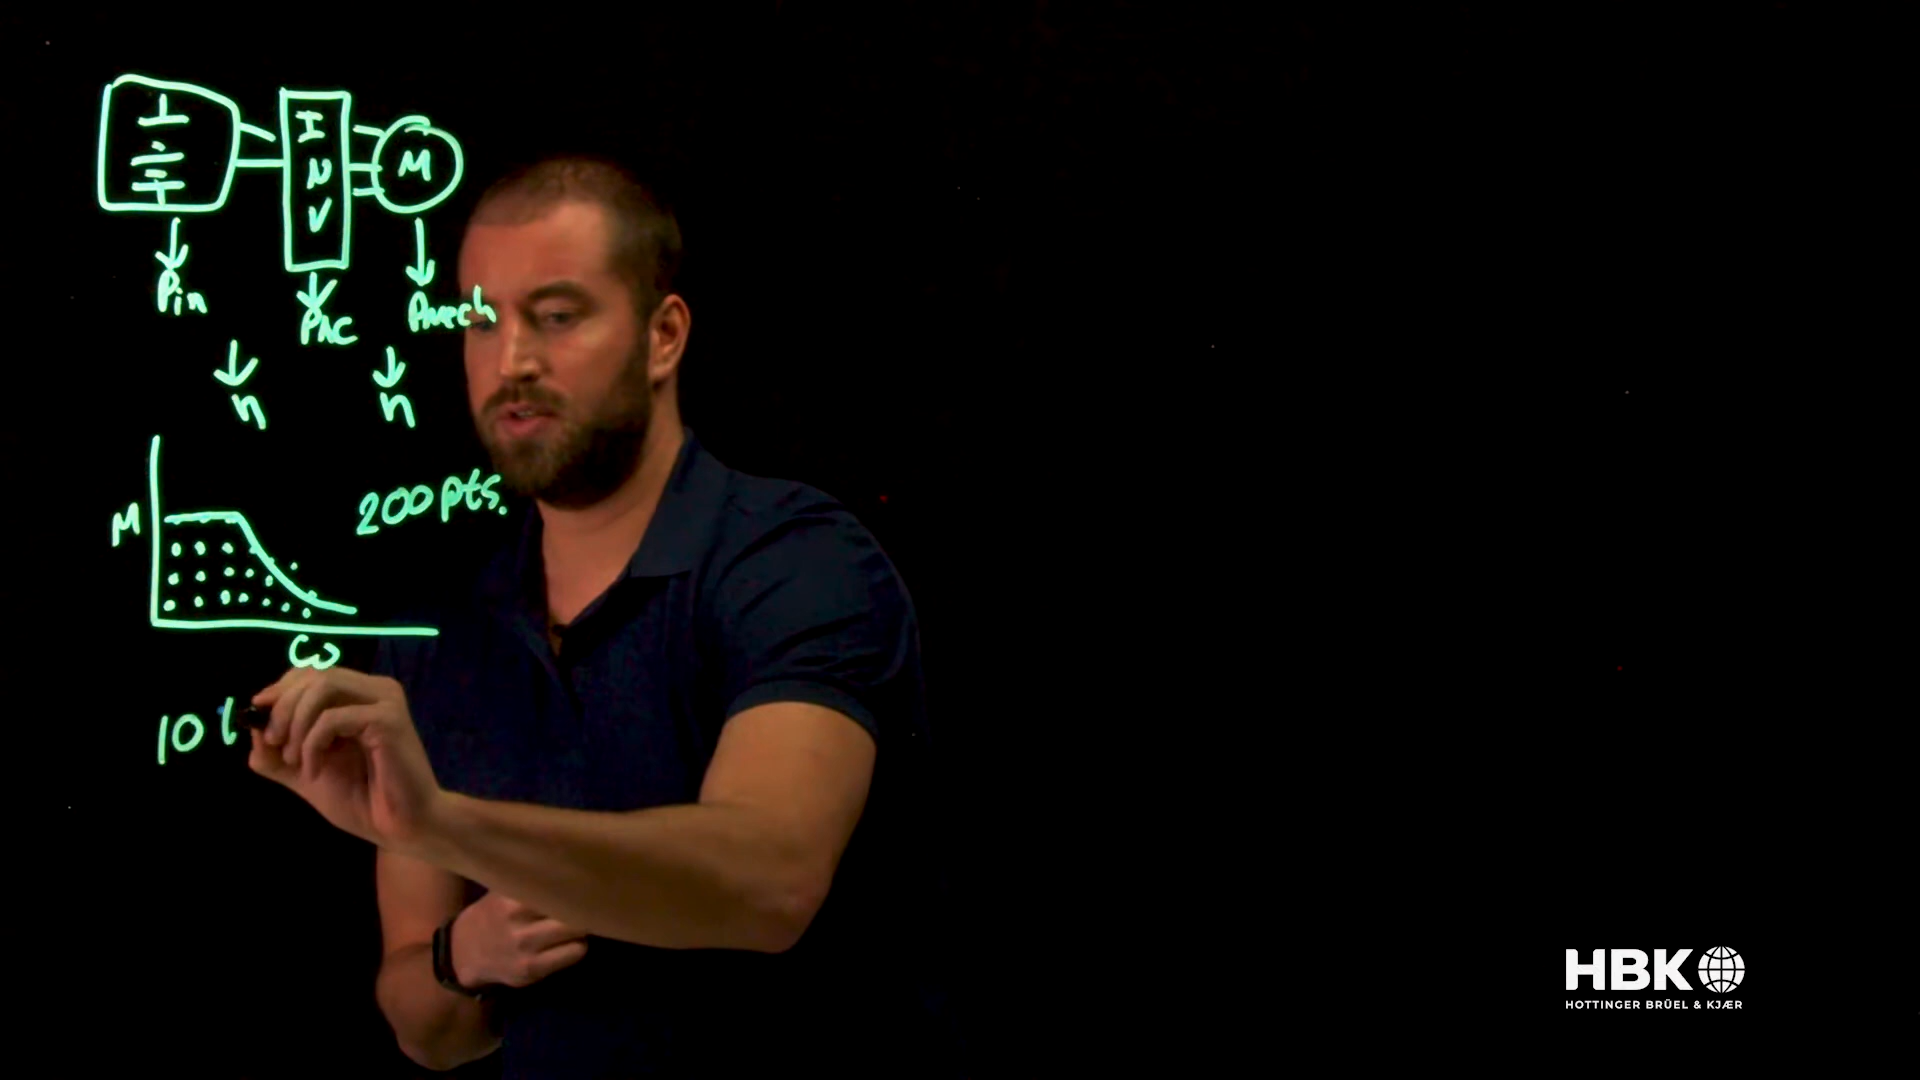 I
N
V
M
Pin
PAC
Pmech
η
η
200 pts.
M
ω
10
HBK
HOTTINGER BRÜEL & KJÆR